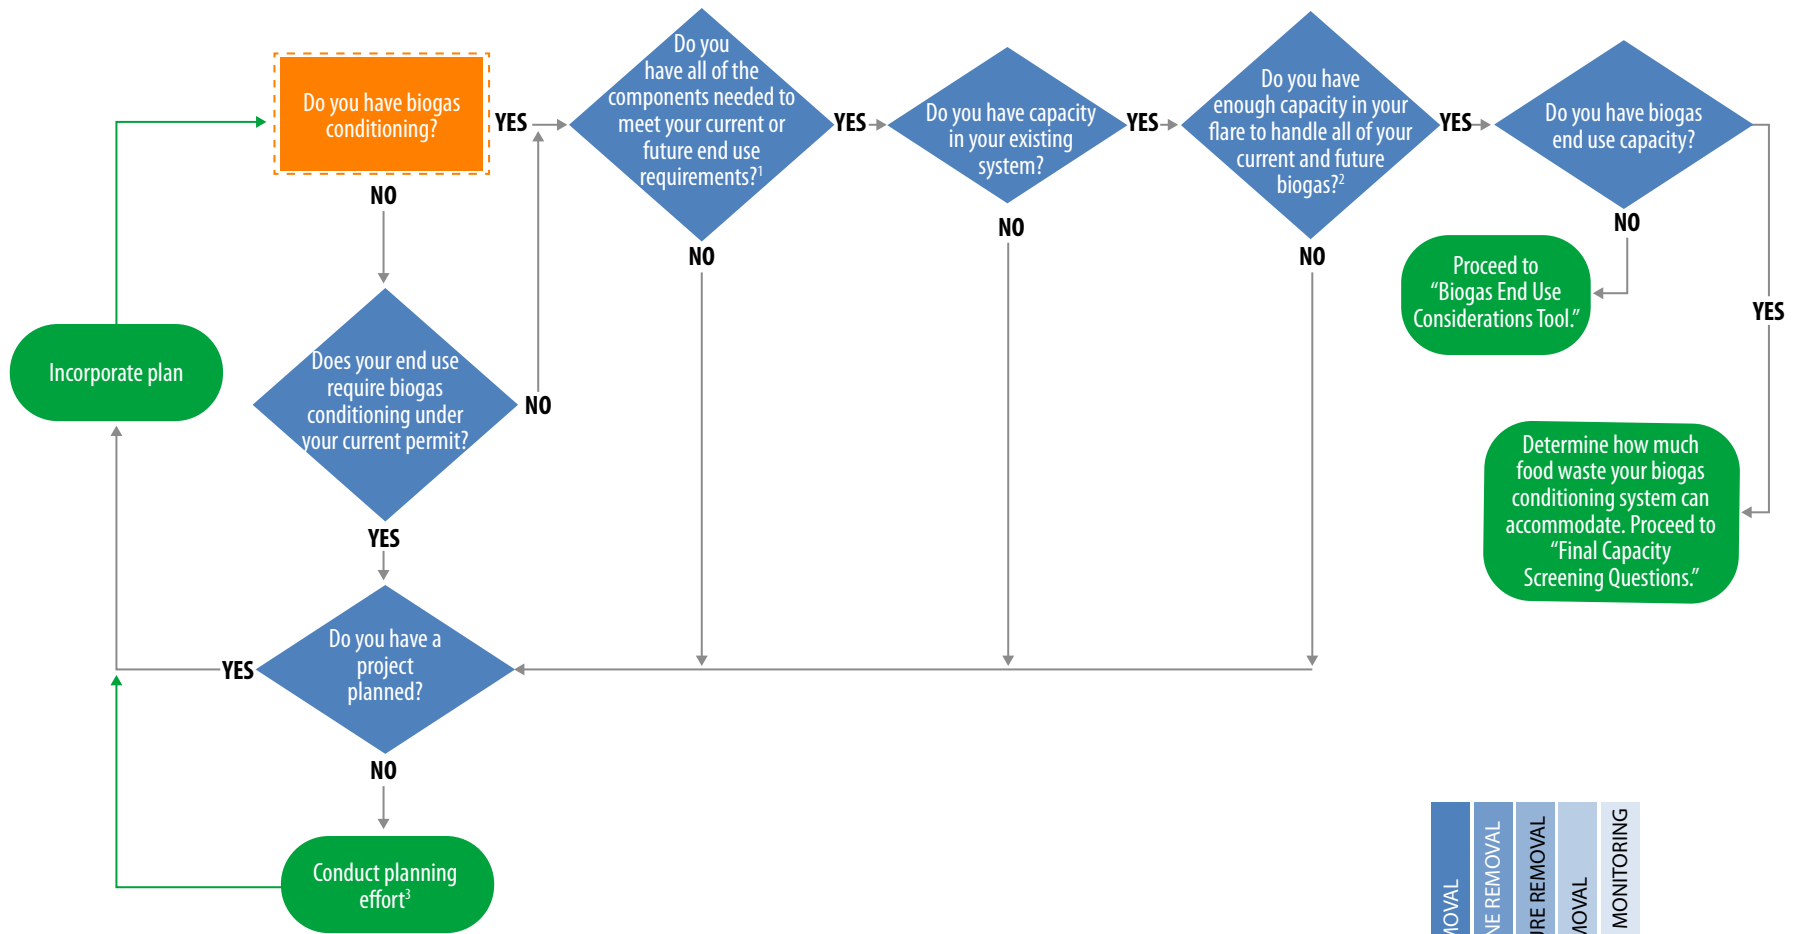 Do you have biogas
conditioning?
YES
NO
Do you
have all of the
components needed to
meet your current or
future end use
requirements?¹
YES
NO
Do you have capacity
in your existing
system?
YES
NO
Do you have
enough capacity in your
flare to handle all of your
current and future
biogas?²
YES
NO
Do you have biogas
end use capacity?
NO
YES
Proceed to
“Biogas End Use
Considerations Tool.”
Determine how much
food waste your biogas
conditioning system can
accommodate. Proceed to
“Final Capacity
Screening Questions.”
Does your end use
require biogas
conditioning under
your current permit?
NO
YES
Incorporate plan
Do you have a
project
planned?
YES
NO
Conduct planning
effort³
REMOVAL
MONITORING